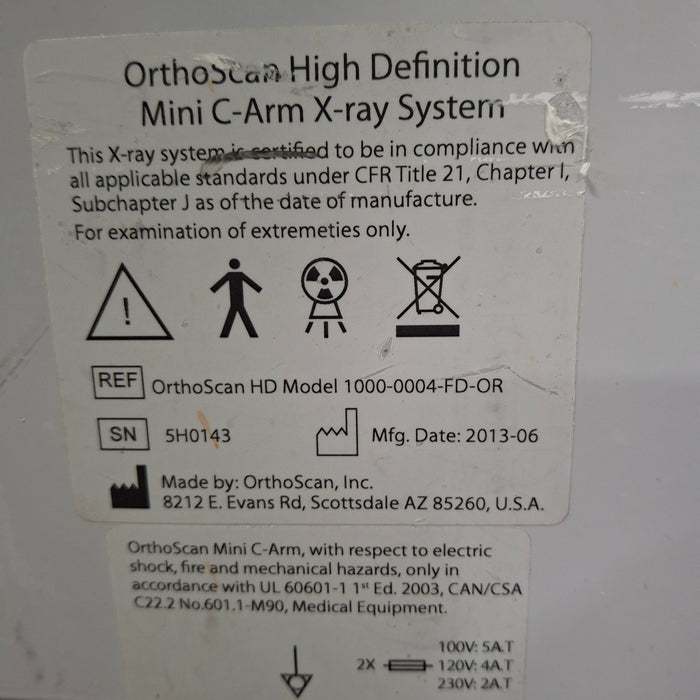 OrthoScan High Definition
Mini C-Arm X-ray System
This X-ray system is certified to be in compliance with
all applicable standards under CFR Title 21, Chapter I,
Subchapter J as of the date of manufacture.
For examination of extremeties only.
!
REF OrthoScan HD Model 1000-0004-FD-OR
SN 5H0143 Mfg. Date: 2013-06
Made by: OrthoScan, Inc.
8212 E. Evans Rd, Scottsdale AZ 85260, U.S.A.
OrthoScan Mini C-Arm, with respect to electric
shock, fire and mechanical hazards, only in
accordance with UL 60601-1 1st Ed. 2003, CAN/CSA
C22.2 No.601.1-M90, Medical Equipment.
100V: 5A.T
2X 120V: 4A.T
230V: 2A.T